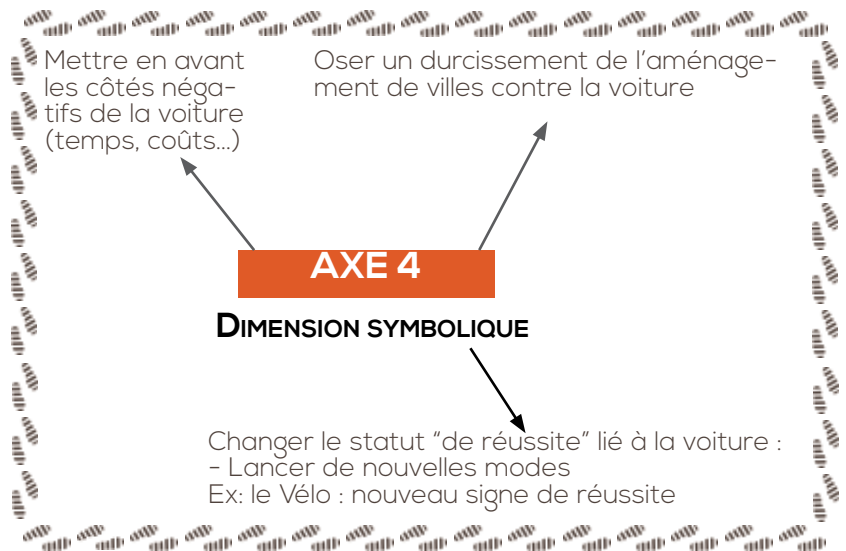 Mettre en avant
les côtés néga-
tifs de la voiture
(temps, coûts...)
Oser un durcissement de l'aménage-
ment de villes contre la voiture
AXE 4
DIMENSION SYMBOLIQUE
Changer le statut "de réussite" lié à la voiture :
- Lancer de nouvelles modes
Ex: le Vélo : nouveau signe de réussite